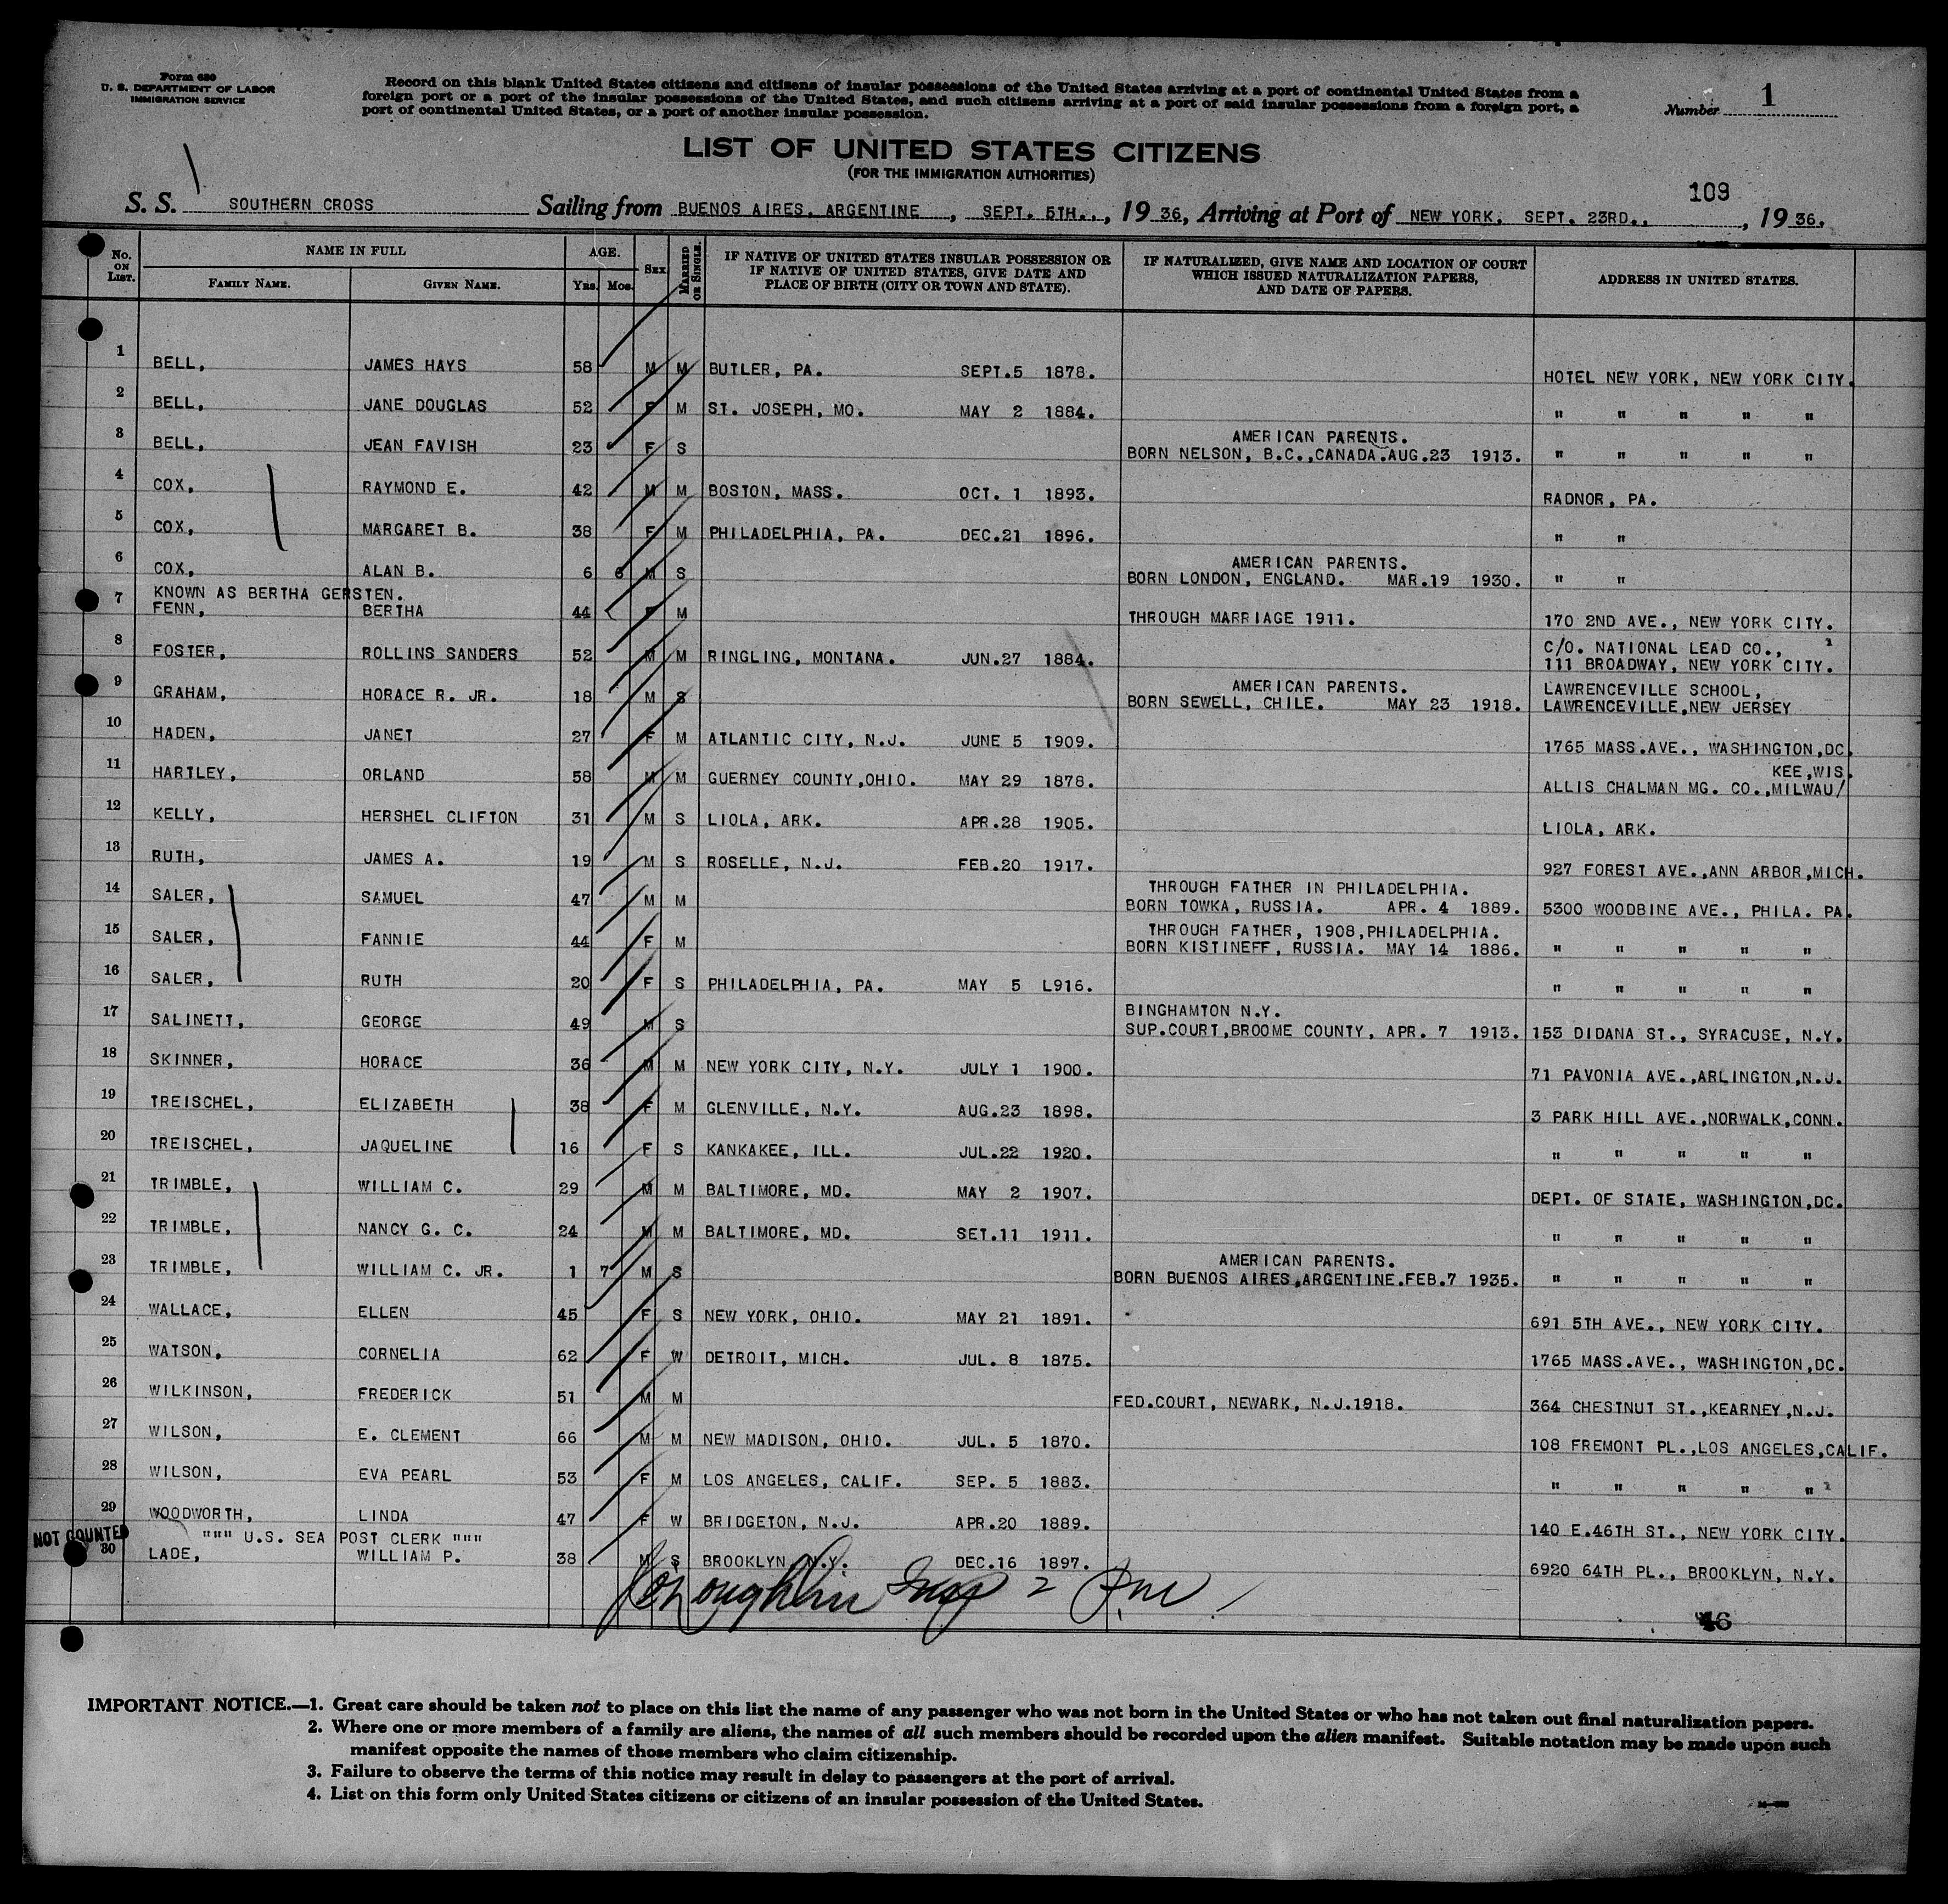 Form 630
U. S. DEPARTMENT OF LABOR
IMMIGRATION SERVICE
Record on this blank United States citizens and citizens of insular possessions of the United States arriving at a port of continental United States from a
foreign port or a port of the insular possessions of the United States, and such citizens arriving at a port of said insular possessions from a foreign port, a
port of continental United States, or a port of another insular possession.
Number 1
LIST OF UNITED STATES CITIZENS
(FOR THE IMMIGRATION AUTHORITIES)
109
S. S. SOUTHERN CROSS Sailing from BUENOS AIRES, ARGENTINE, SEPT. 5TH., 19 36, Arriving at Port of NEW YORK, SEPT. 23RD., 19 36.
No. ON LIST. NAME IN FULL FAMILY NAME. GIVEN NAME. AGE. YRS. MOS. SEX MARRIED OR SINGLE. IF NATIVE OF UNITED STATES INSULAR POSSESSION OR IF NATIVE OF UNITED STATES, GIVE DATE AND PLACE OF BIRTH (CITY OR TOWN AND STATE). IF NATURALIZED, GIVE NAME AND LOCATION OF COURT WHICH ISSUED NATURALIZATION PAPERS, AND DATE OF PAPERS. ADDRESS IN UNITED STATES.
1 BELL, JAMES HAYS 58 M M BUTLER, PA. SEPT.5 1878. HOTEL NEW YORK, NEW YORK CITY.
2 BELL, JANE DOUGLAS 52 F M ST. JOSEPH, MO. MAY 2 1884. " " " " "
3 BELL, JEAN FAVISH 23 F S AMERICAN PARENTS. BORN NELSON, B.C.,CANADA.AUG.23 1913. " " " " "
4 COX, RAYMOND E. 42 M M BOSTON, MASS. OCT. 1 1893. RADNOR, PA.
5 COX, MARGARET B. 38 F M PHILADELPHIA, PA. DEC.21 1896. " "
6 COX, ALAN B. 6 6 M S AMERICAN PARENTS. BORN LONDON, ENGLAND. MAR.19 1930. " "
KNOWN AS BERTHA GERSTEN.
7 FENN, BERTHA 44 F M THROUGH MARRIAGE 1911. 170 2ND AVE., NEW YORK CITY.
8 FOSTER, ROLLINS SANDERS 52 M M RINGLING, MONTANA. JUN.27 1884. C/O. NATIONAL LEAD CO., 111 BROADWAY, NEW YORK CITY.
9 GRAHAM, HORACE R. JR. 18 M S AMERICAN PARENTS. BORN SEWELL, CHILE. MAY 23 1918. LAWRENCEVILLE SCHOOL, LAWRENCEVILLE,NEW JERSEY
10 HADEN, JANET 27 F M ATLANTIC CITY, N.J. JUNE 5 1909. 1765 MASS.AVE., WASHINGTON,DC.
11 HARTLEY, ORLAND 58 M M GUERNEY COUNTY,OHIO. MAY 29 1878. KEE,WIS. ALLIS CHALMAN MG. CO.,MILWAU/
12 KELLY, HERSHEL CLIFTON 31 M S LIOLA, ARK. APR.28 1905. LIOLA, ARK.
13 RUTH, JAMES A. 19 M S ROSELLE, N.J. FEB.20 1917. 927 FOREST AVE.,ANN ARBOR,MICH.
14 SALER, SAMUEL 47 M M THROUGH FATHER IN PHILADELPHIA. BORN TOWKA, RUSSIA. APR. 4 1889. 5300 WOODBINE AVE., PHILA. PA.
15 SALER, FANNIE 44 F M THROUGH FATHER, 1908,PHILADELPHIA. BORN KISTINEFF, RUSSIA. MAY 14 1886. " " " " "
16 SALER, RUTH 20 F S PHILADELPHIA, PA. MAY 5 L916. " " " " "
17 SALINETT, GEORGE 49 M S BINGHAMTON N.Y. SUP.COURT,BROOME COUNTY, APR. 7 1913. 153 DIDANA ST., SYRACUSE, N.Y.
18 SKINNER, HORACE 36 M M NEW YORK CITY, N.Y. JULY 1 1900. 71 PAVONIA AVE.,ARLINGTON,N.J.
19 TREISCHEL, ELIZABETH 38 F M GLENVILLE, N.Y. AUG.23 1898. 3 PARK HILL AVE.,NORWALK,CONN.
20 TREISCHEL, JAQUELINE 16 F S KANKAKEE, ILL. JUL.22 1920. " " " " "
21 TRIMBLE, WILLIAM C. 29 M M BALTIMORE, MD. MAY 2 1907. DEPT. OF STATE, WASHINGTON,DC.
22 TRIMBLE, NANCY G. C. 24 M M BALTIMORE, MD. SET.11 1911. " " " " "
23 TRIMBLE, WILLIAM C. JR. 1 7 M S AMERICAN PARENTS. BORN BUENOS AIRES,ARGENTINE.FEB.7 1935. " " " " "
24 WALLACE, ELLEN 45 F S NEW YORK, OHIO. MAY 21 1891. 691 5TH AVE., NEW YORK CITY.
25 WATSON, CORNELIA 62 F W DETROIT, MICH. JUL. 8 1875. 1765 MASS.AVE., WASHINGTON,DC.
26 WILKINSON, FREDERICK 51 M M FED.COURT, NEWARK, N.J.1918. 364 CHESTNUT ST.,KEARNEY,N.J.
27 WILSON, E. CLEMENT 66 M M NEW MADISON, OHIO. JUL. 5 1870. 108 FREMONT PL.,LOS ANGELES,CALIF.
28 WILSON, EVA PEARL 53 F M LOS ANGELES, CALIF. SEP. 5 1883. " " " " "
29 WOODWORTH, LINDA 47 F W BRIDGETON, N.J. APR.20 1889. 140 E.46TH ST., NEW YORK CITY.
NOT COUNTED """ U.S. SEA POST CLERK """
30 LADE, WILLIAM P. 38 M S BROOKLYN, N.Y. DEC.16 1897. 6920 64TH PL., BROOKLYN, N.Y.
46
IMPORTANT NOTICE.—1. Great care should be taken not to place on this list the name of any passenger who was not born in the United States or who has not taken out final naturalization papers.
2. Where one or more members of a family are aliens, the names of all such members should be recorded upon the alien manifest. Suitable notation may be made upon such
manifest opposite the names of those members who claim citizenship.
3. Failure to observe the terms of this notice may result in delay to passengers at the port of arrival.
4. List on this form only United States citizens or citizens of an insular possession of the United States.